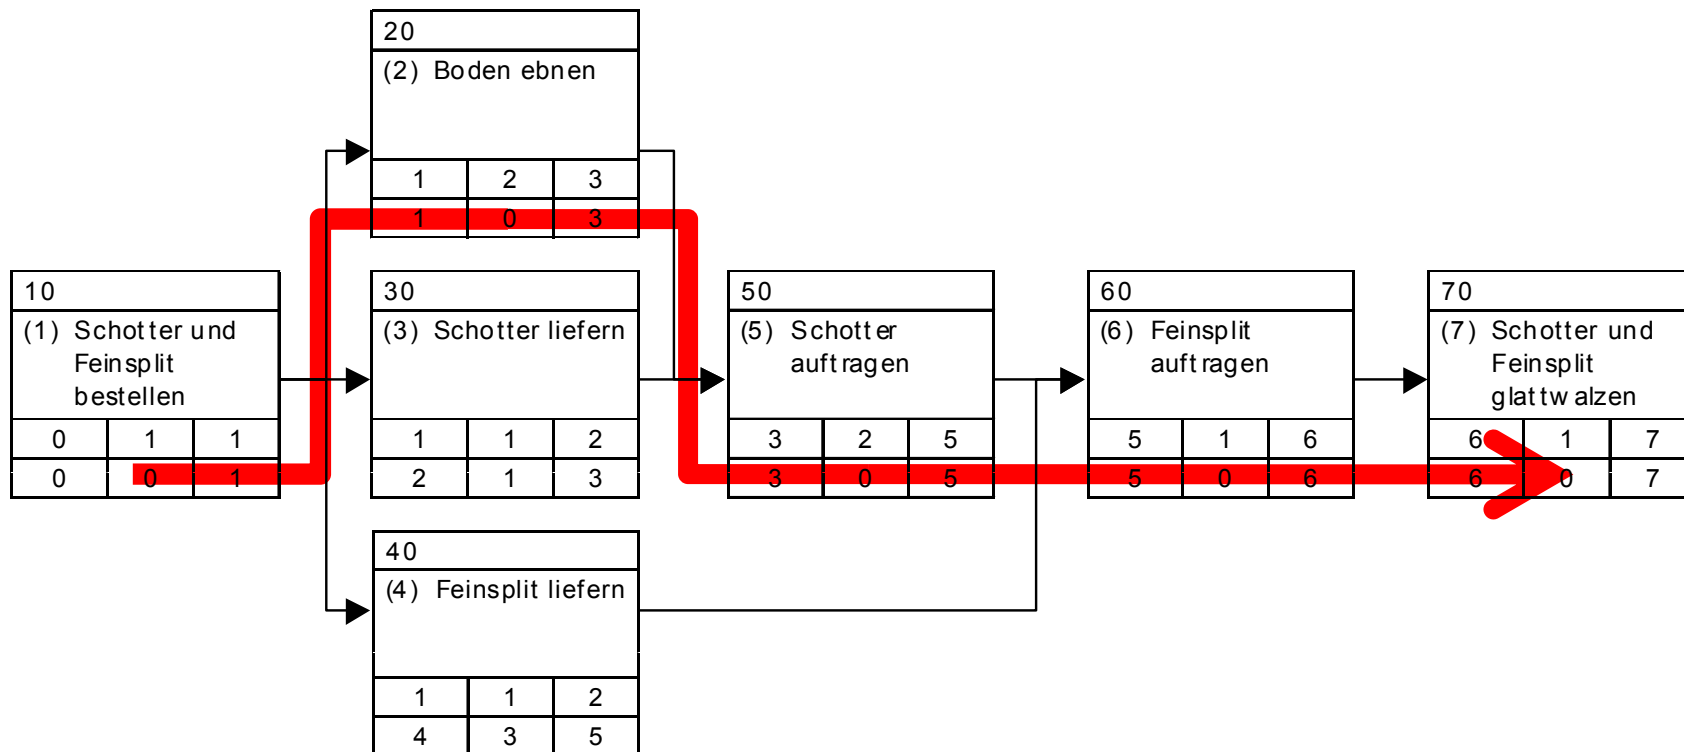 20
(2) Boden ebnen
1 2 3
1 0 3
10
(1) Schotter und
Feinsplit
bestellen
0 1 1
0 0 1
30
(3) Schotter liefern
1 1 2
2 1 3
50
(5) Schotter
auftragen
3 2 5
3 0 5
60
(6) Feinsplit
auftragen
5 1 6
5 0 6
70
(7) Schotter und
Feinsplit
glattwalzen
6 1 7
6 0 7
40
(4) Feinsplit liefern
1 1 2
4 3 5